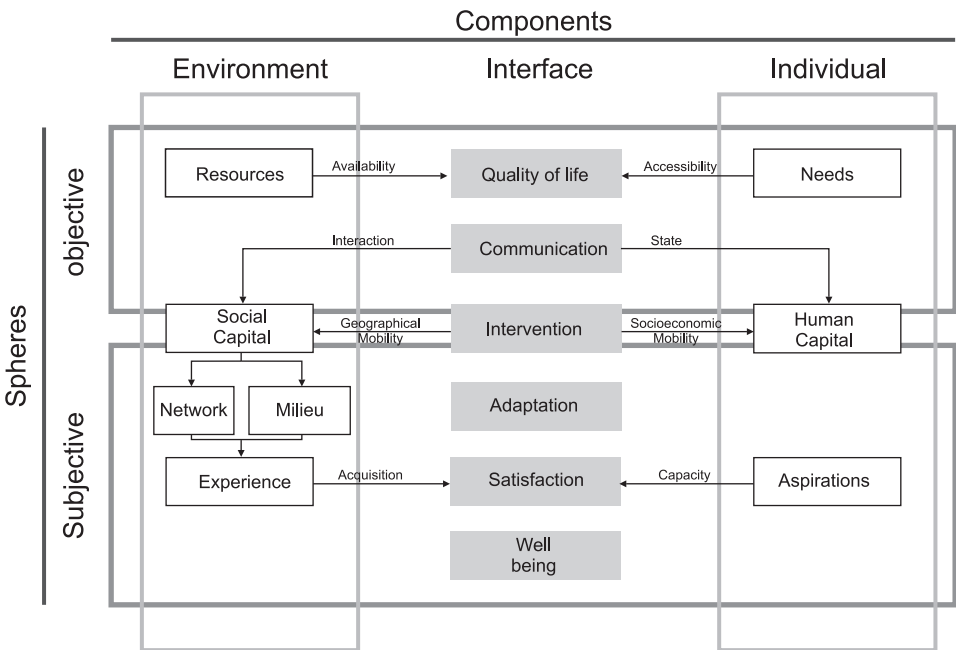 Components
Environment
Interface
Individual
Spheres
objective
Resources
Availability
Quality of life
Accessibility
Needs
Interaction
Communication
State
Social
Capital
Geographical
Mobility
Intervention
Socioeconomic
Mobility
Human
Capital
Subjective
Network
Milieu
Adaptation
Experience
Acquisition
Satisfaction
Capacity
Aspirations
Well
being